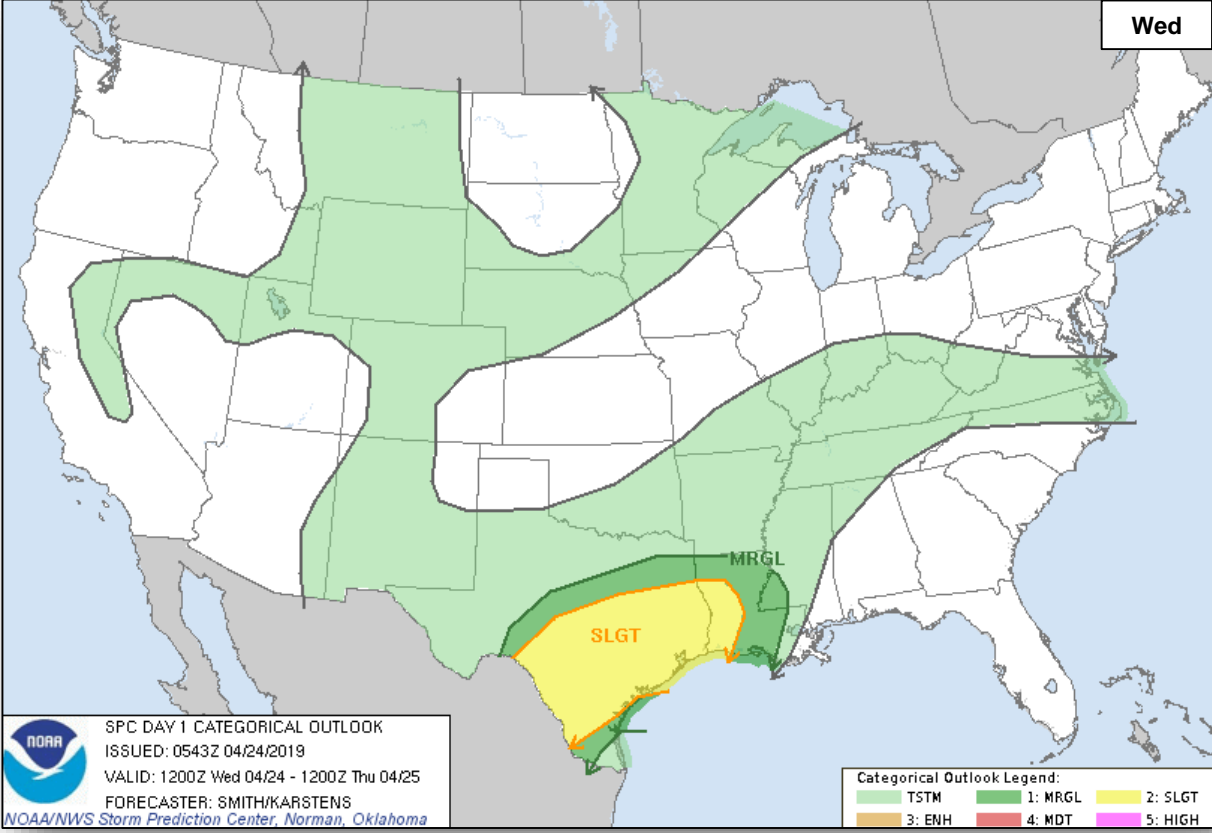 Wed
MRGL
SLGT
NOAA
SPC DAY 1 CATEGORICAL OUTLOOK
ISSUED: 0543Z 04/24/2019
VALID: 1200Z Wed 04/24 - 1200Z Thu 04/25
FORECASTER: SMITH/KARSTENS
NOAA/NWS Storm Prediction Center, Norman, Oklahoma
Categorical Outlook Legend:
TSTM 1: MRGL 2: SLGT
3: ENH 4: MDT 5: HIGH